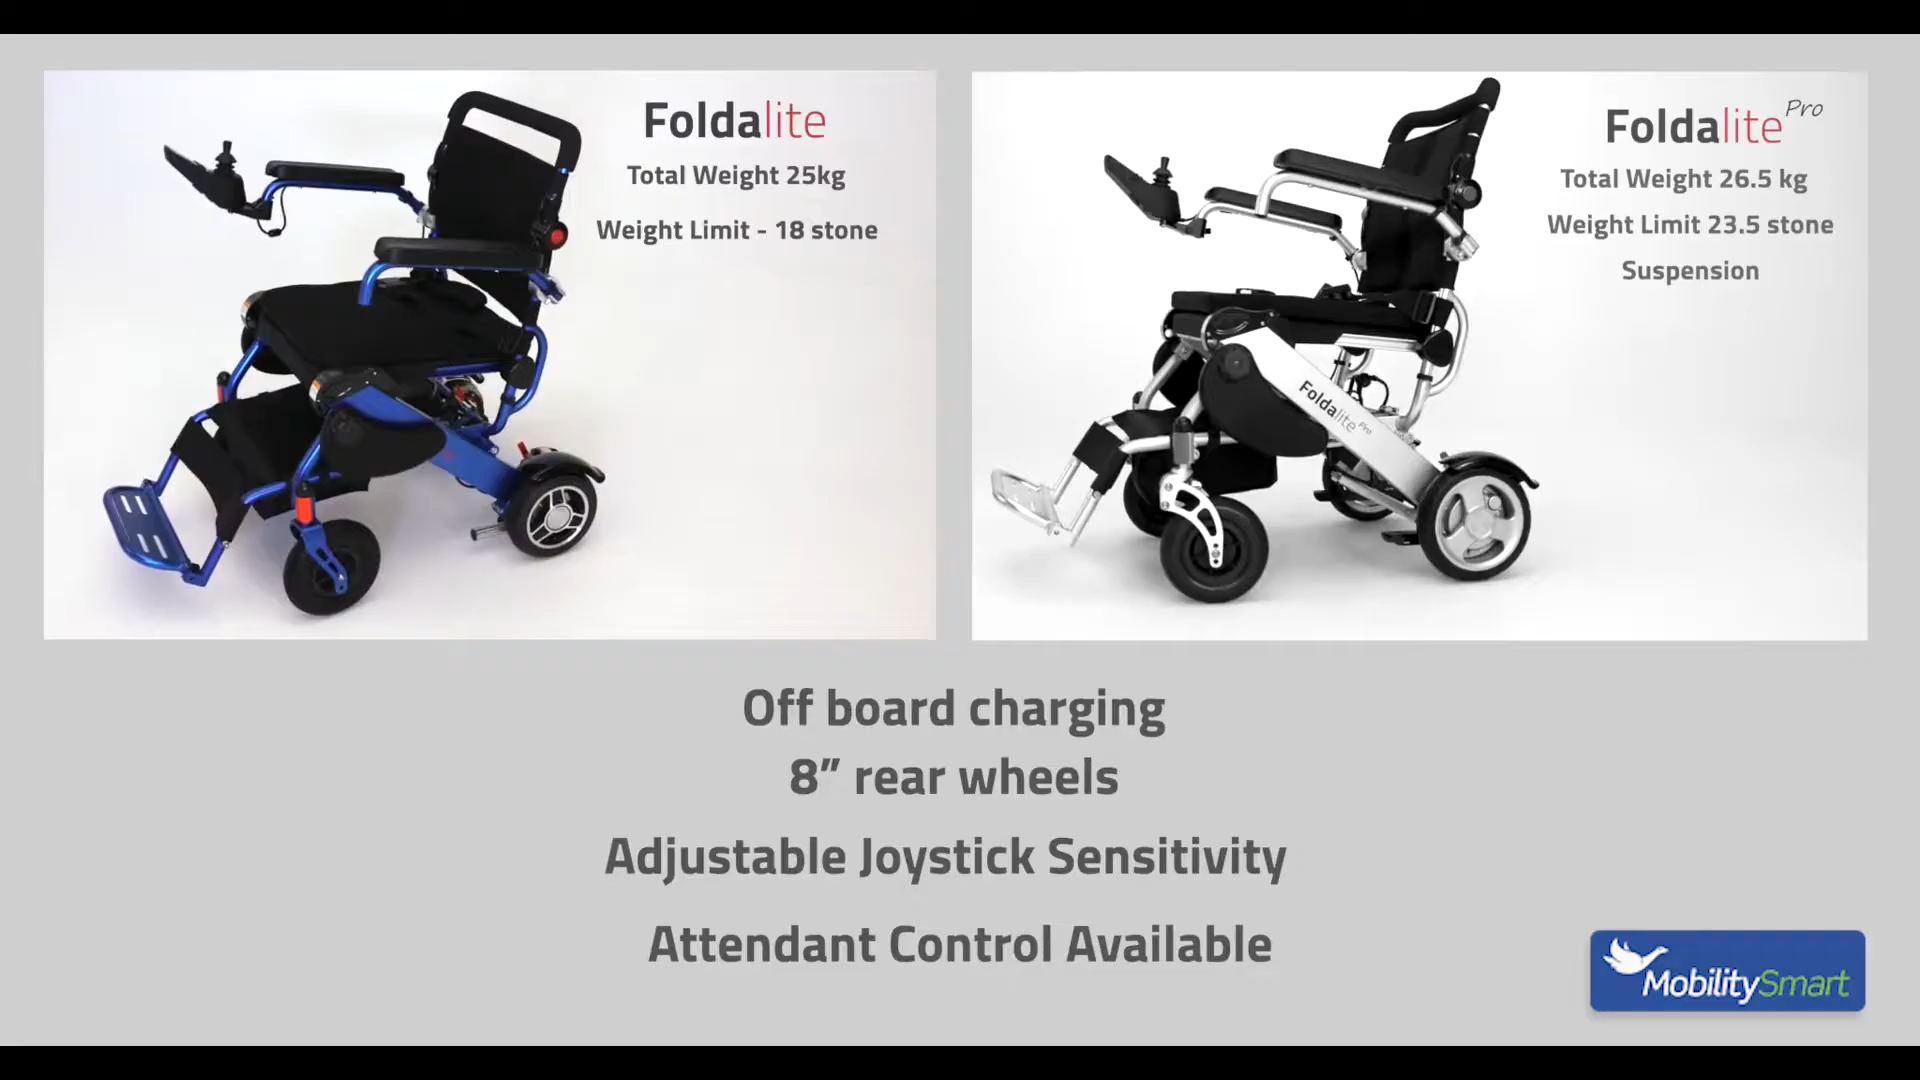 Foldalite
Total Weight 25kg
Weight Limit - 18 stone
Foldalite Pro
Total Weight 26.5 kg
Weight Limit 23.5 stone
Suspension
Foldalite Pro
Off board charging
8” rear wheels
Adjustable Joystick Sensitivity
Attendant Control Available
MobilitySmart